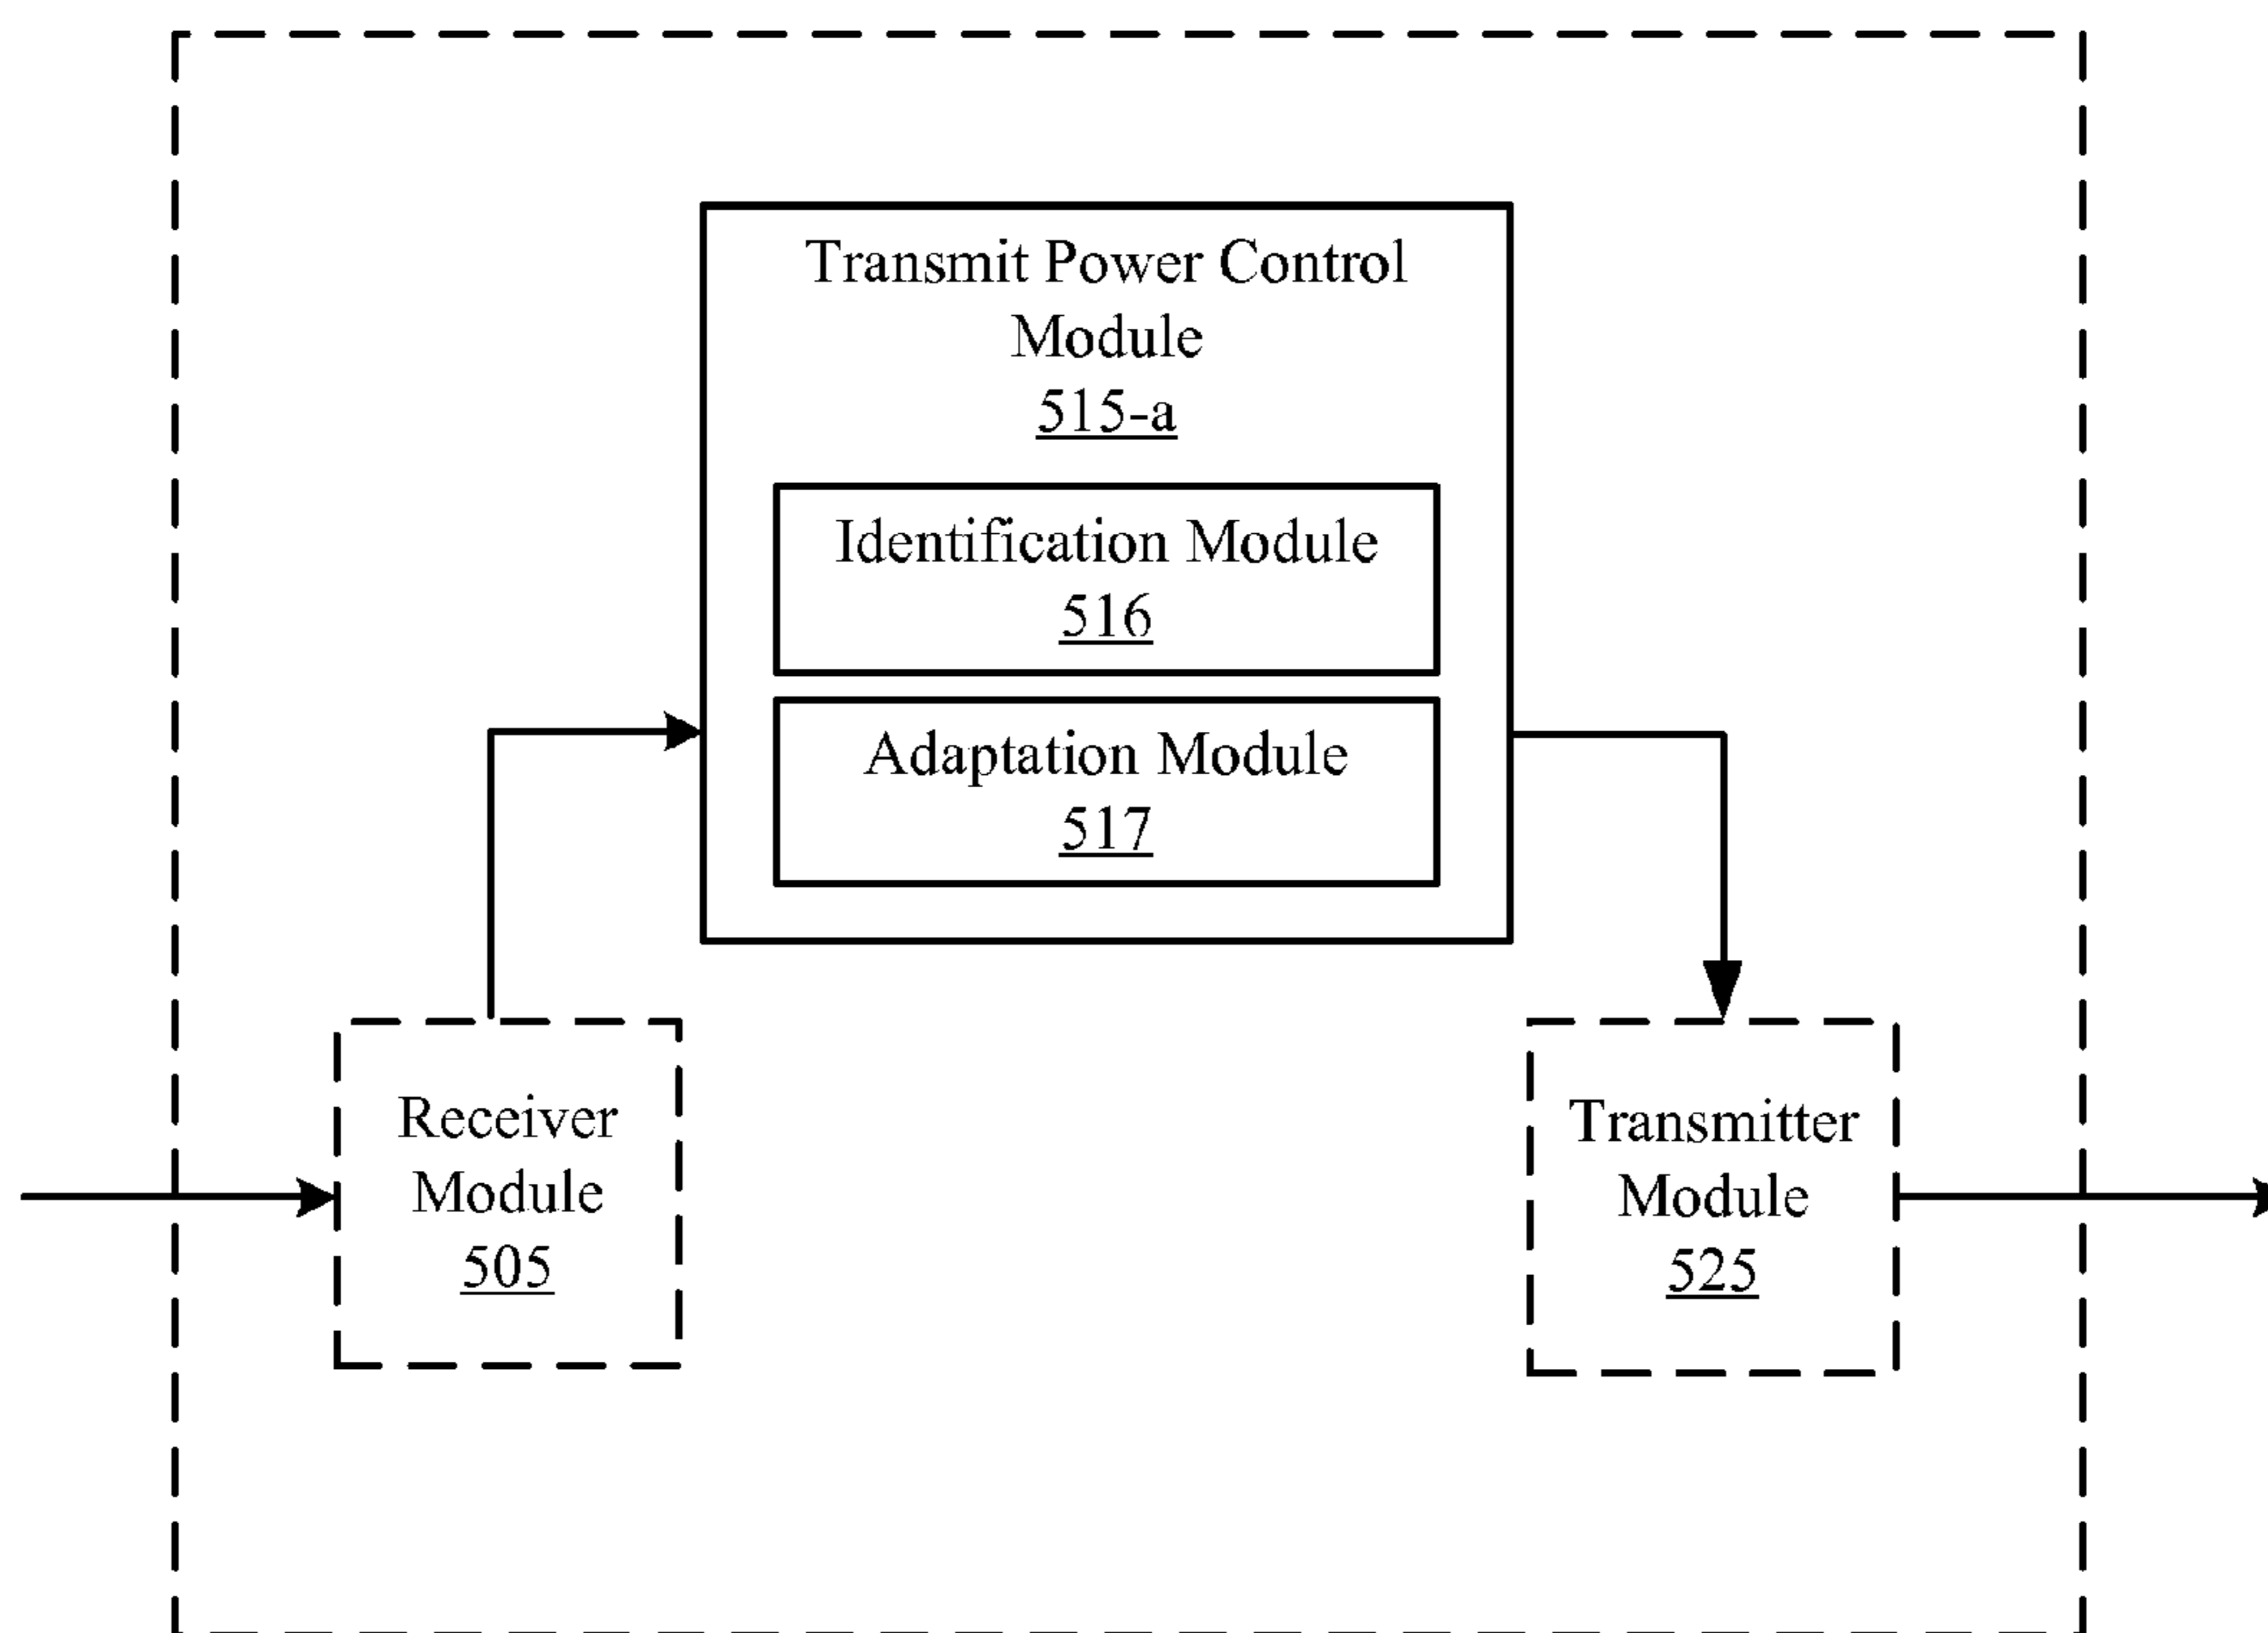 Transmit Power Control
Module
515-a
Identification Module
516
Adaptation Module
517
Receiver
Module
505
Transmitter
Module
525